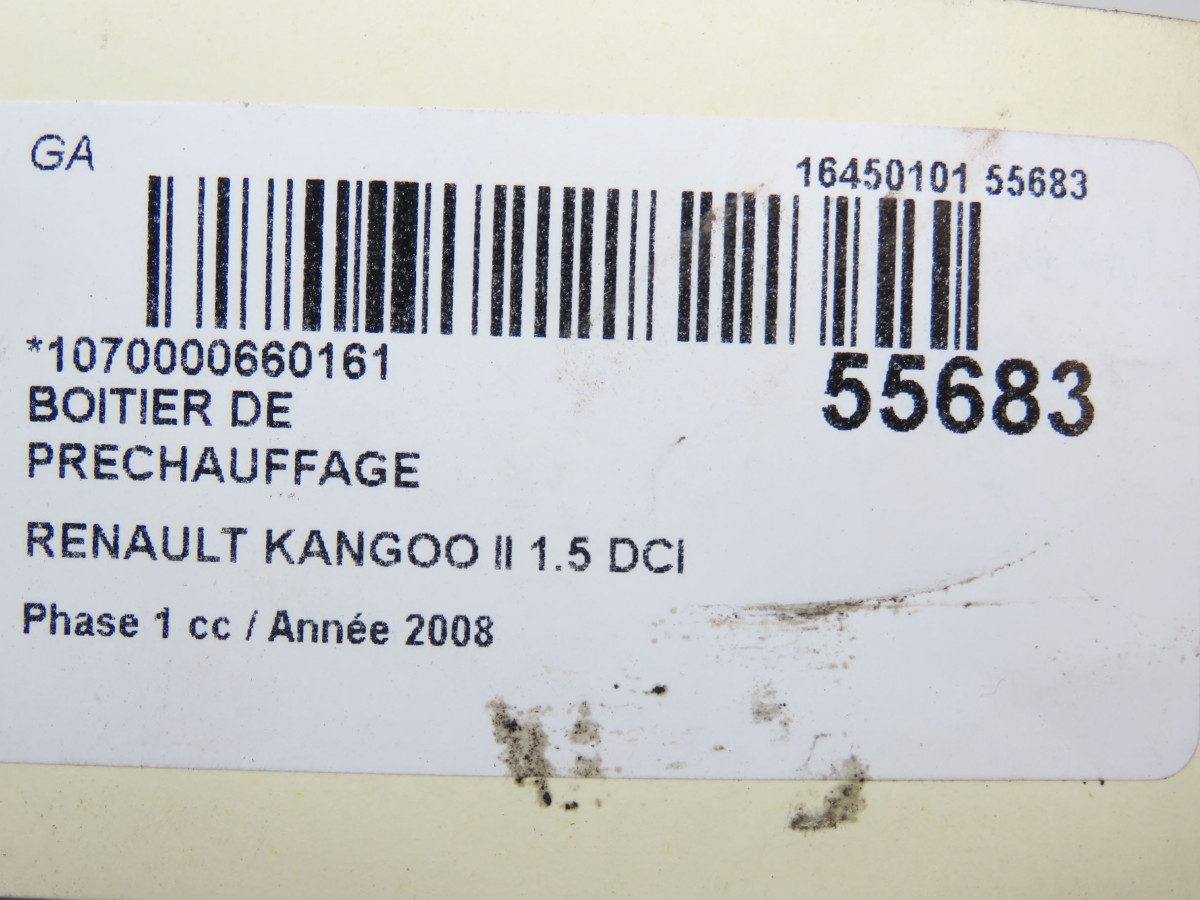 GA
16450101 55683
*1070000660161
55683
BOITIER DE
PRECHAUFFAGE
RENAULT KANGOO II 1.5 DCI
Phase 1 cc / Année 2008